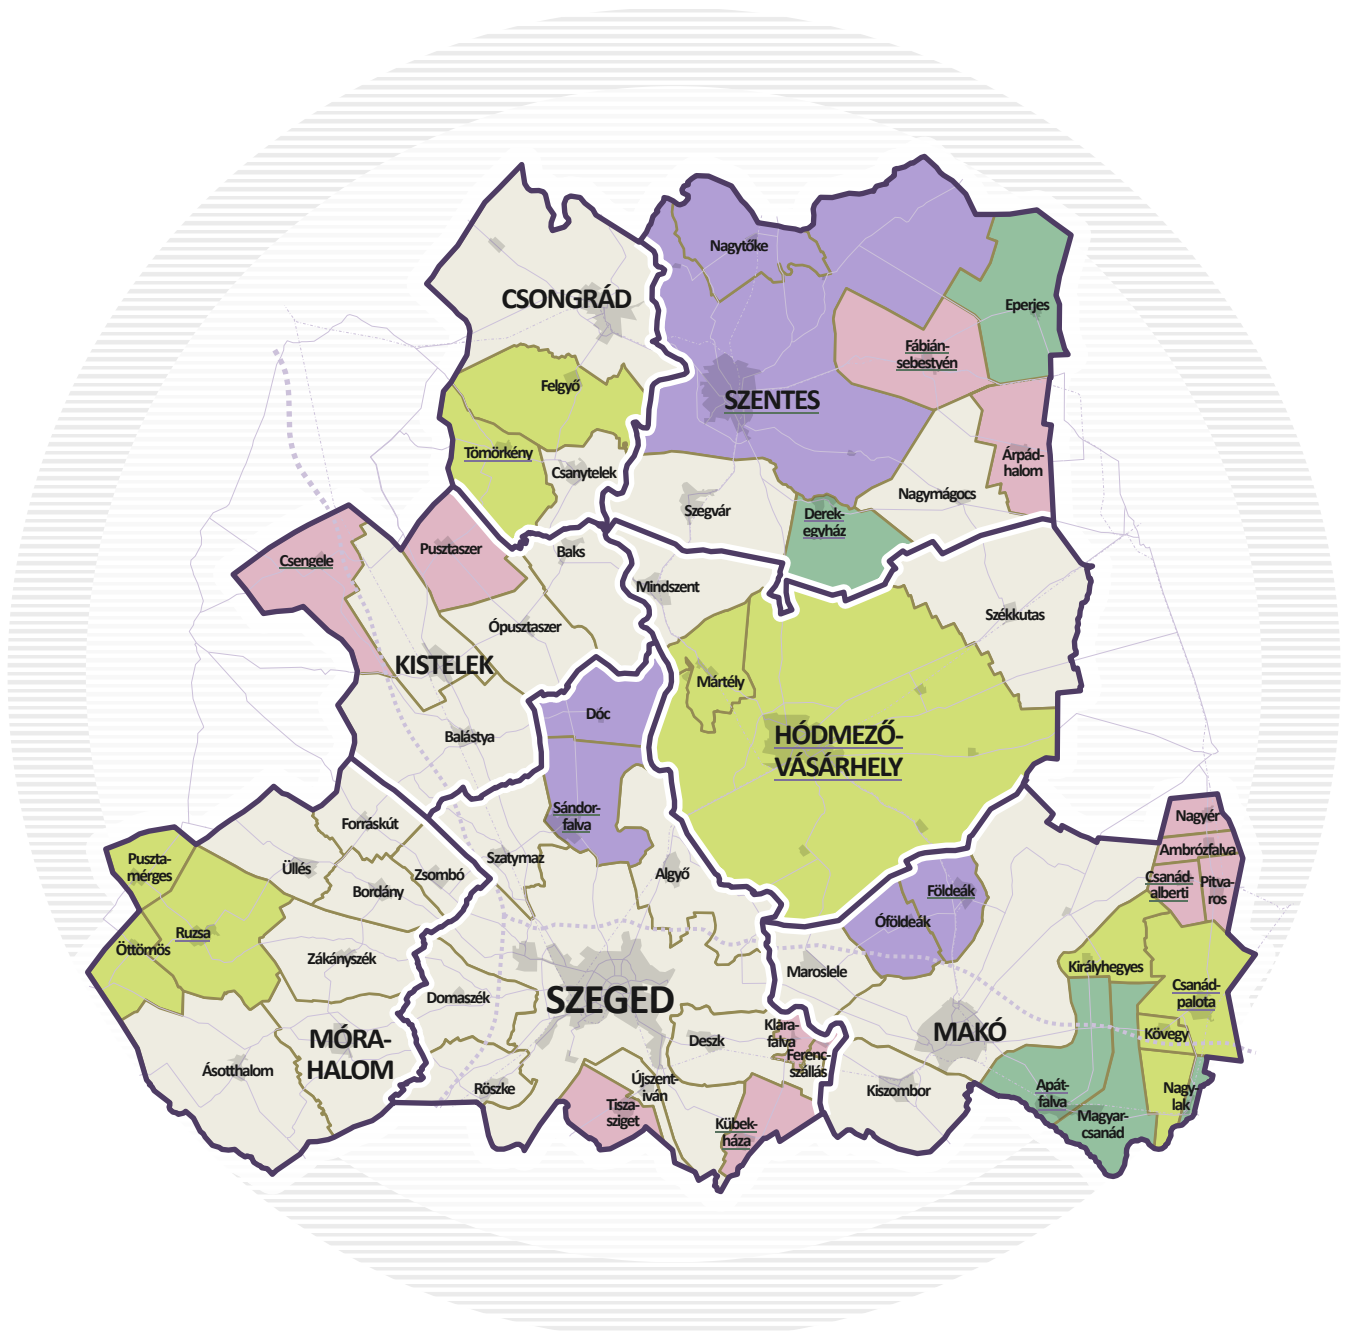 Nagytőke
CSONGRÁD
Eperjes
Fábián-
sebestyén
Felgyő
SZENTES
Tömörkény
Csanytelek
Árpád-
halom
Nagymágocs
Szegvár
Derek-
egyház
Pusztaszer
Baks
Csengele
Mindszent
Székkutas
Ópusztaszer
KISTELEK
Mártély
Dóc
Balástya
HÓDMEZŐ-
VÁSÁRHELY
Sándor-
falva
Nagyér
Forráskút
Ambrózfalva
Puszta-
mérges
Üllés
Szatymaz
Zsombó
Algyő
Bordány
Csanád-
alberti
Pitva-
ros
Földeák
Óföldeák
Ruzsa
Öttömös
Zákányszék
Maroslele
Királyhegyes
Csanád-
palota
Domaszék
SZEGED
MAKÓ
Klára-
falva
Kövegy
MÓRA-
HALOM
Deszk
Ferenc-
szállás
Ásotthalom
Röszke
Újszent-
iván
Kiszombor
Apát-
falva
Nagy-
lak
Tisza-
sziget
Kübek-
háza
Magyar-
csanád